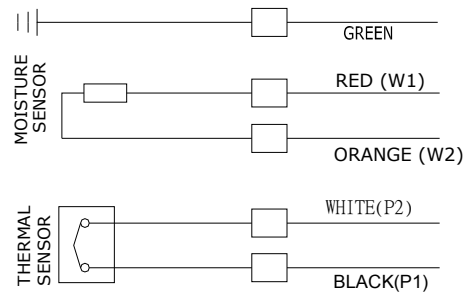 GREEN
MOISTURE
SENSOR
RED (W1)
ORANGE (W2)
THERMAL
SENSOR
WHITE(P2)
BLACK(P1)